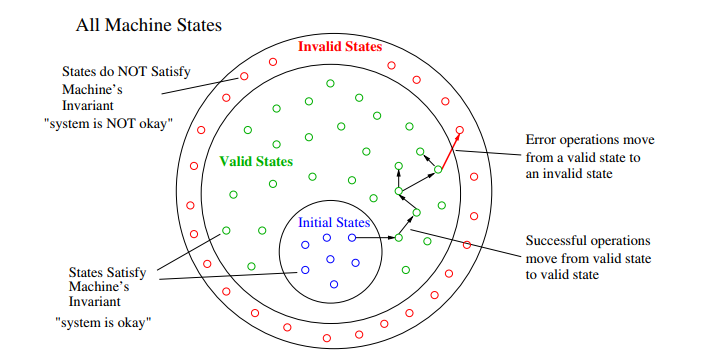 All Machine States
Invalid States
States do NOT Satisfy
Machine's
Invariant
"system is NOT okay"
Valid States
Error operations move
from a valid state to
an invalid state
Initial States
Successful operations
move from valid state
to valid state
States Satisfy
Machine's
Invariant
"system is okay"